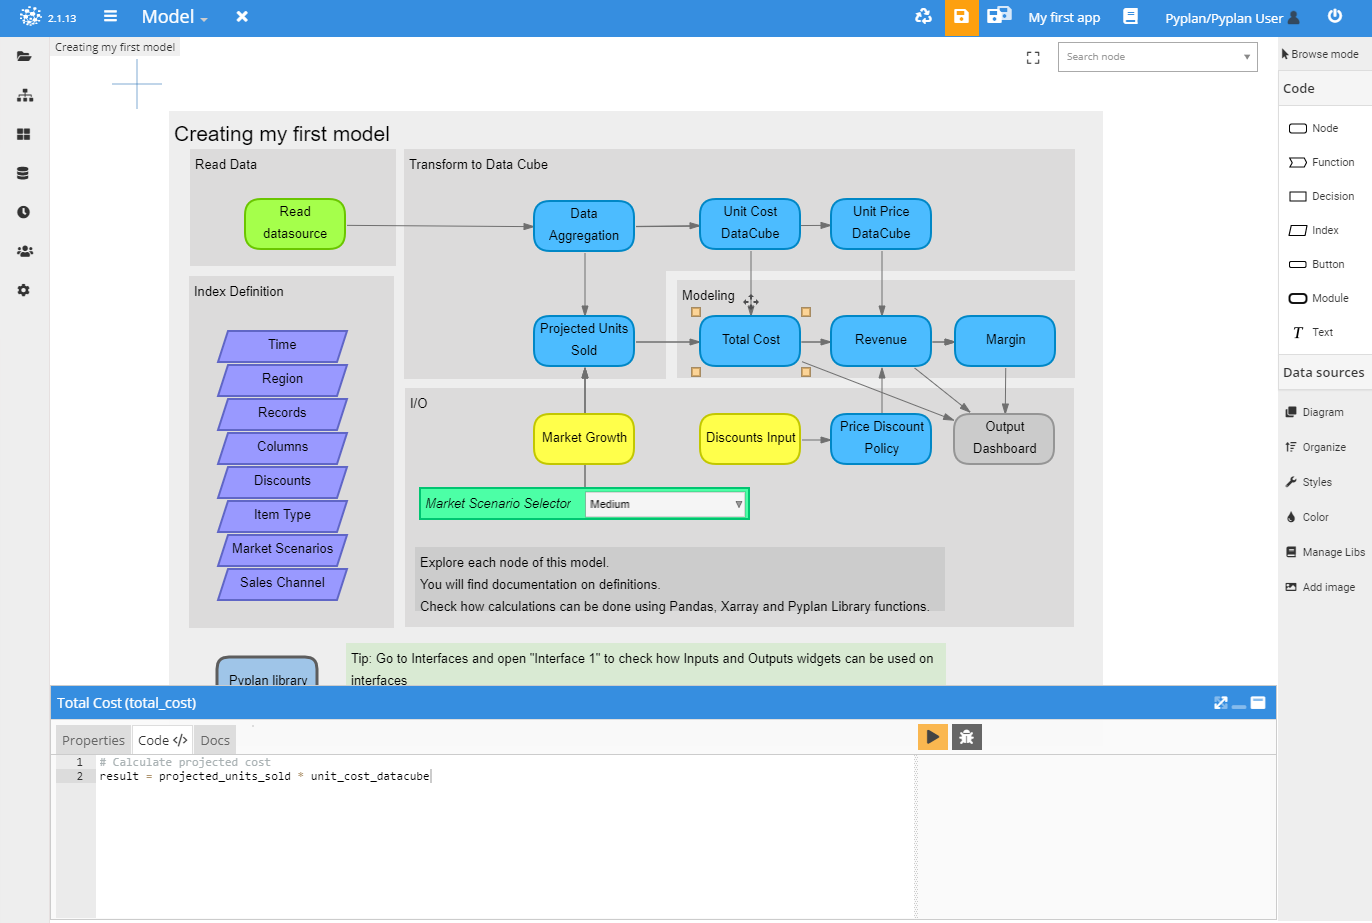 2.1.13
Model
My first app
Pyplan/Pyplan User
Creating my first model
Search node
Browse mode
Code
Node
Function
Decision
Index
Button
Module
T Text
Data sources
Diagram
Organize
Styles
Color
Manage Libs
Add image
Creating my first model
Read Data
Read
datasource
Transform to Data Cube
Data
Aggregation
Unit Cost
DataCube
Unit Price
DataCube
Projected Units
Sold
Index Definition
Time
Region
Records
Columns
Discounts
Item Type
Market Scenarios
Sales Channel
Modeling
Total Cost
Revenue
Margin
I/O
Market Growth
Discounts Input
Price Discount
Policy
Output
Dashboard
Market Scenario Selector
Medium
Explore each node of this model.
You will find documentation on definitions.
Check how calculations can be done using Pandas, Xarray and Pyplan Library functions.
Pyplan library
Tip: Go to Interfaces and open "Interface 1" to check how Inputs and Outputs widgets can be used on
interfaces
Total Cost (total_cost)
Properties
Code </>
Docs
1 # Calculate projected cost
2 result = projected_units_sold * unit_cost_datacube